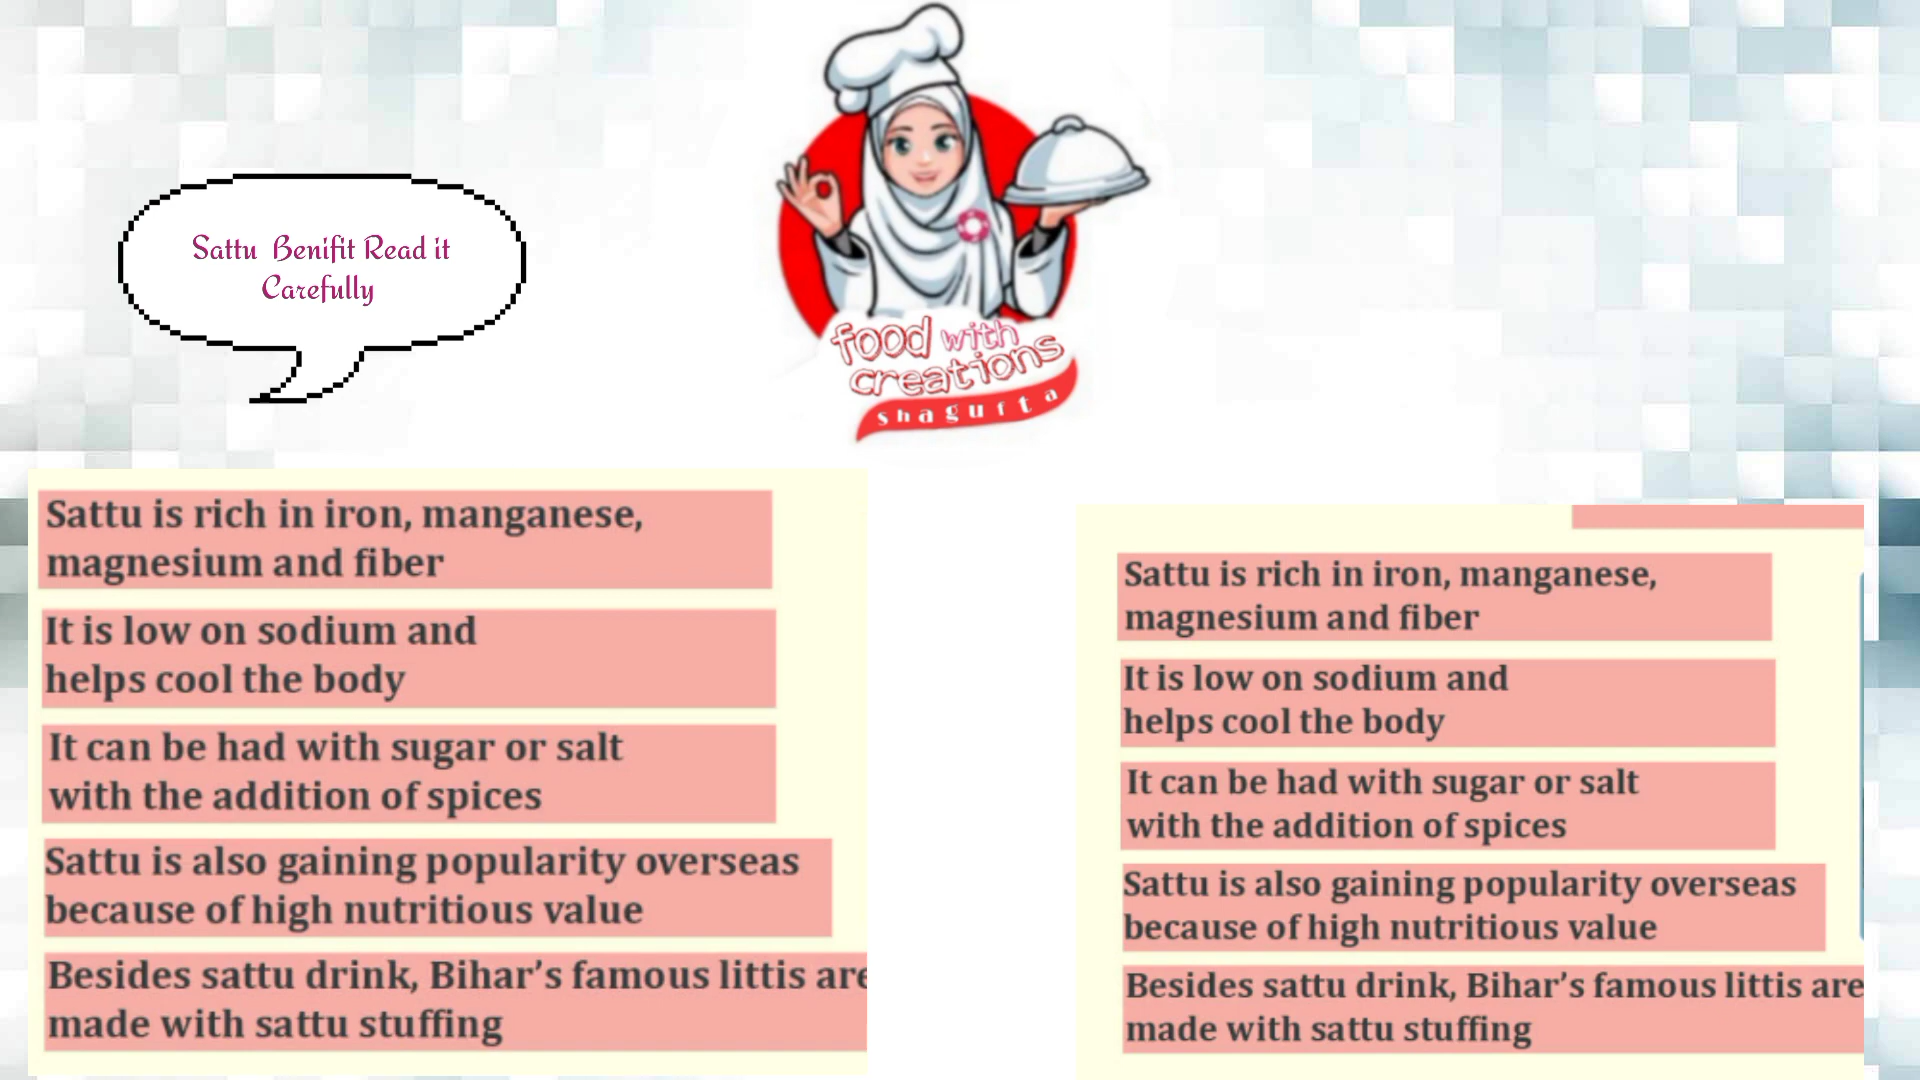 Sattu Benifit Read it
Carefully
food with
creations
shagufta
Sattu is rich in iron, manganese,
magnesium and fiber
It is low on sodium and
helps cool the body
It can be had with sugar or salt
with the addition of spices
Sattu is also gaining popularity overseas
because of high nutritious value
Besides sattu drink, Bihar’s famous littis are
made with sattu stuffing
Sattu is rich in iron, manganese,
magnesium and fiber
It is low on sodium and
helps cool the body
It can be had with sugar or salt
with the addition of spices
Sattu is also gaining popularity overseas
because of high nutritious value
Besides sattu drink, Bihar’s famous littis are
made with sattu stuffing